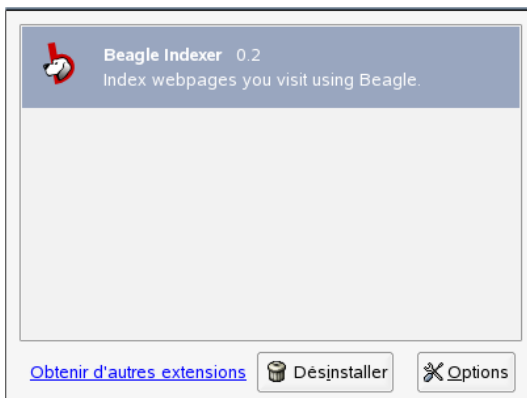 Beagle Indexer 0.2
Index webpages you visit using Beagle.
Obtenir d'autres extensions
Désinstaller
Options